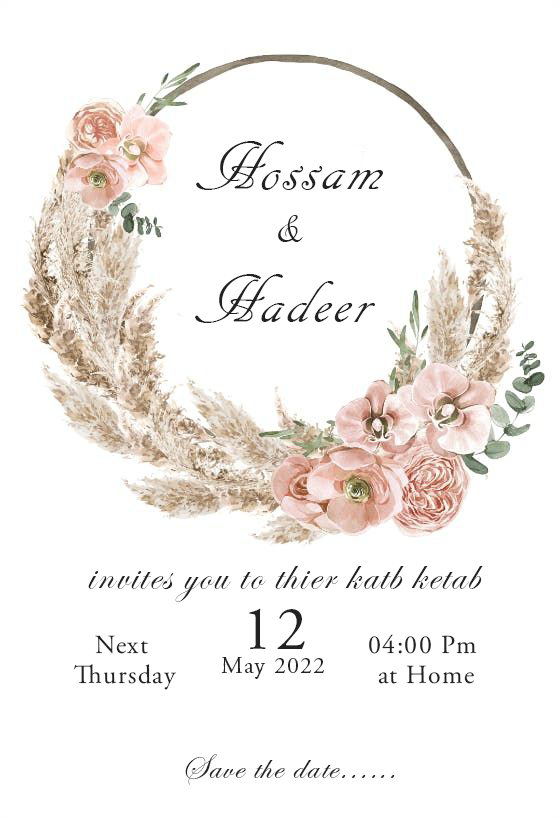 Hossam
&
Hadeer
invites you to thier katb ketab
Next
Thursday
12
May 2022
04:00 Pm
at Home
Save the date......